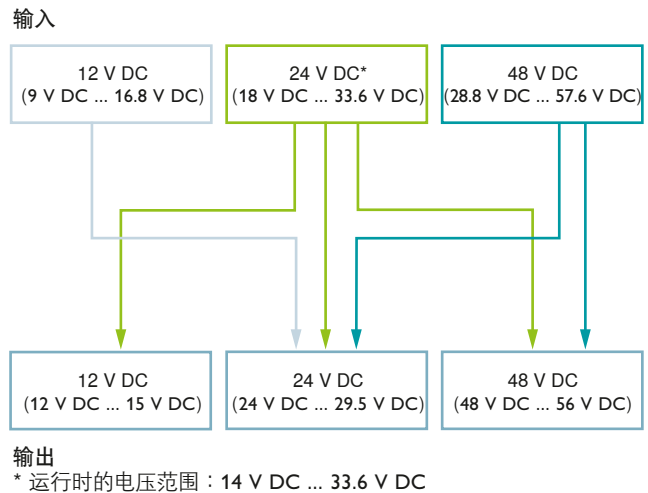 输入
12 V DC
(9 V DC ... 16.8 V DC)
24 V DC*
(18 V DC ... 33.6 V DC)
48 V DC
(28.8 V DC ... 57.6 V DC)
12 V DC
(12 V DC ... 15 V DC)
24 V DC
(24 V DC ... 29.5 V DC)
48 V DC
(48 V DC ... 56 V DC)
输出
* 运行时的电压范围：14 V DC ... 33.6 V DC